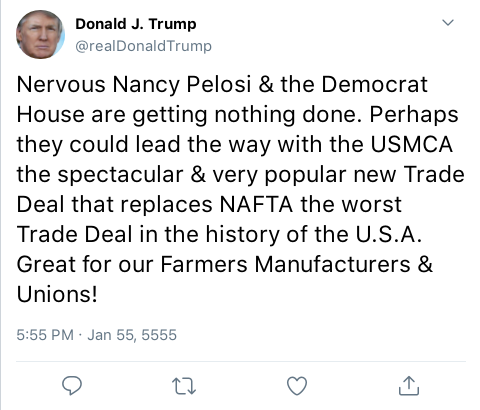 Donald J. Trump
@realDonaldTrump
Nervous Nancy Pelosi & the Democrat
House are getting nothing done. Perhaps
they could lead the way with the USMCA
the spectacular & very popular new Trade
Deal that replaces NAFTA the worst
Trade Deal in the history of the U.S.A.
Great for our Farmers Manufacturers &
Unions!
5:55 PM · Jan 55, 5555